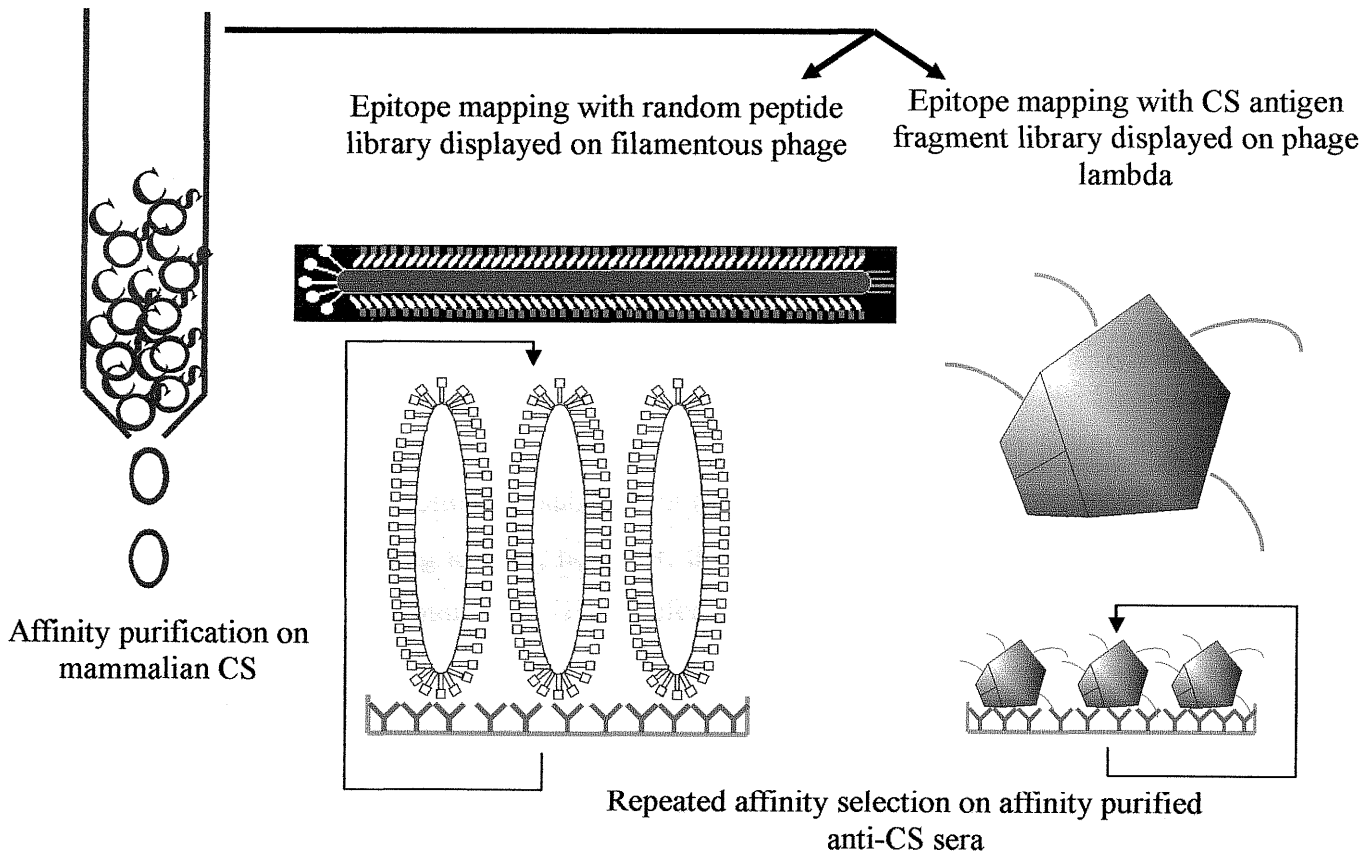 Epitope mapping with random peptide
library displayed on filamentous phage
Epitope mapping with CS antigen
fragment library displayed on phage
lambda
Affinity purification on
mammalian CS
Repeated affinity selection on affinity purified
anti-CS sera